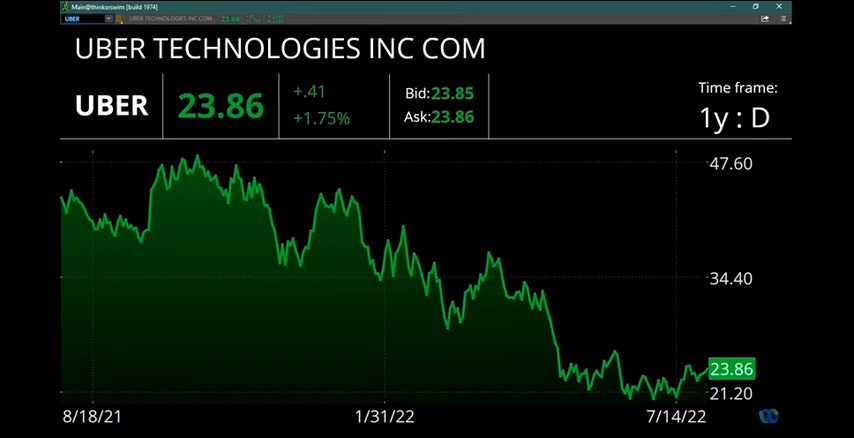 Main@thinkorswim [build 1974]
UBER
UBER TECHNOLOGIES INC COM
23.86
UBER TECHNOLOGIES INC COM
UBER
23.86
+.41
+1.75%
Bid:23.85
Ask:23.86
Time frame:
1y : D
47.60
34.40
23.86
21.20
8/18/21
1/31/22
7/14/22